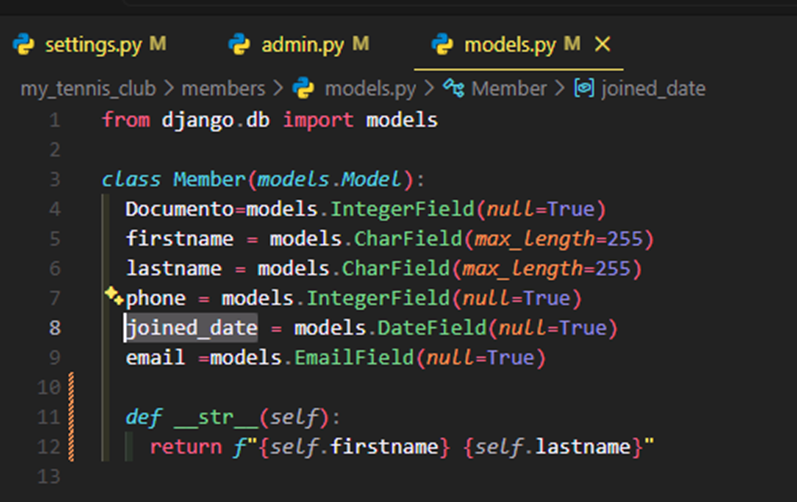 settings.py M admin.py M models.py M
my_tennis_club > members > models.py > Member > joined_date
1 from django.db import models
2
3 class Member(models.Model):
4 Documento=models.IntegerField(null=True)
5 firstname = models.CharField(max_length=255)
6 lastname = models.CharField(max_length=255)
7 phone = models.IntegerField(null=True)
8 joined_date = models.DateField(null=True)
9 email =models.EmailField(null=True)
10
11 def __str__(self):
12 return f"{self.firstname} {self.lastname}"
13